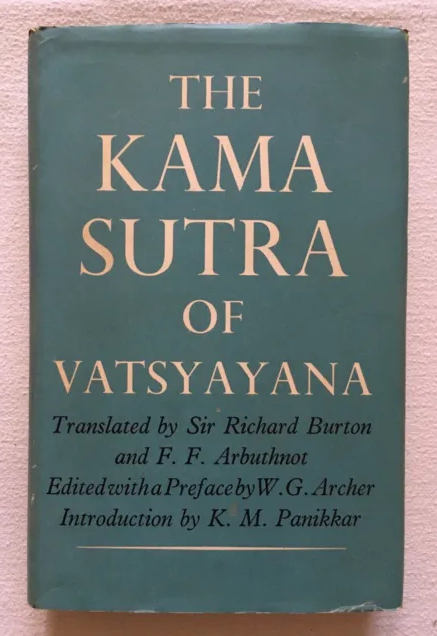 THE
KAMA
SUTRA
OF
VATSYAYANA
Translated by Sir Richard Burton
and F. F. Arbuthnot
Edited with a Preface by W. G. Archer
Introduction by K. M. Panikkar